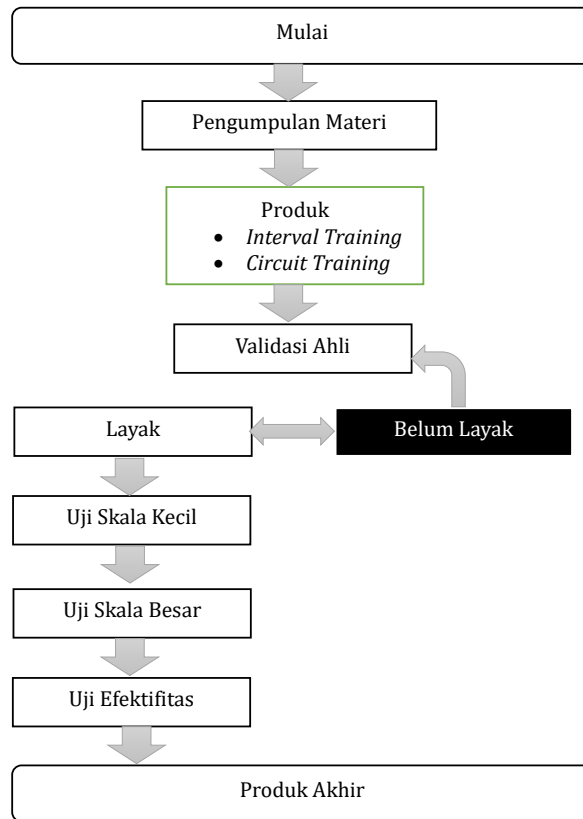 Mulai
Pengumpulan Materi
Produk
• Interval Training
• Circuit Training
Validasi Ahli
Layak
Belum Layak
Uji Skala Kecil
Uji Skala Besar
Uji Efektifitas
Produk Akhir